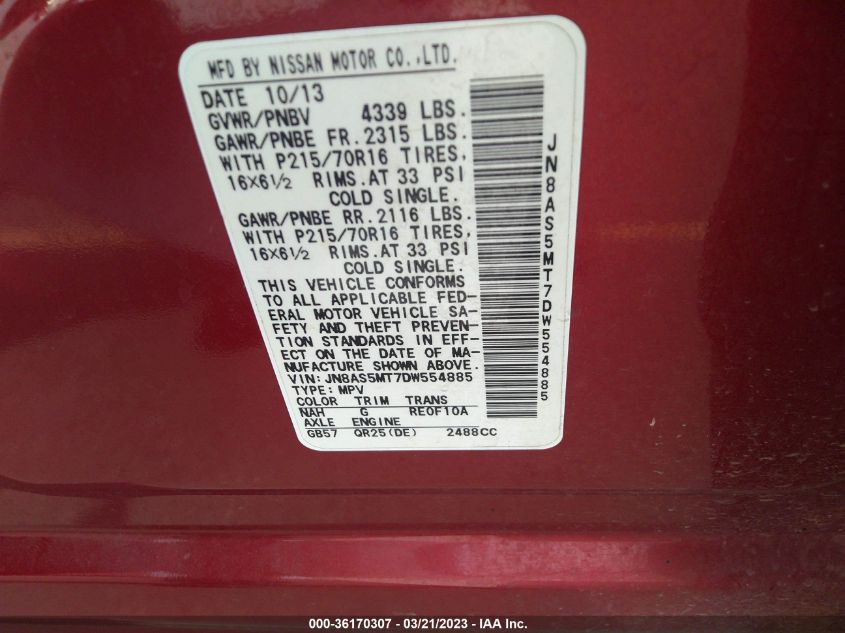 MFD BY NISSAN MOTOR CO.,LTD.
DATE 10/13
GVWR/PNBV 4339 LBS.
GAWR/PNBE FR.2315 LBS.
WITH P215/70R16 TIRES,
16X6½ RIMS.AT 33 PSI
COLD SINGLE.
GAWR/PNBE RR.2116 LBS.
WITH P215/70R16 TIRES,
16X6½ RIMS.AT 33 PSI
COLD SINGLE.
THIS VEHICLE CONFORMS
TO ALL APPLICABLE FED-
ERAL MOTOR VEHICLE SA-
FETY AND THEFT PREVEN-
TION STANDARDS IN EFF-
ECT ON THE DATE OF MA-
NUFACTURE SHOWN ABOVE.
VIN: JN8AS5MT7DW554885
TYPE: MPV
COLOR TRIM TRANS
NAH G RE0F10A
AXLE ENGINE
GB57 QR25(DE) 2488CC
JN8AS5MT7DW554885
000-36170307 - 03/21/2023 - IAA Inc.